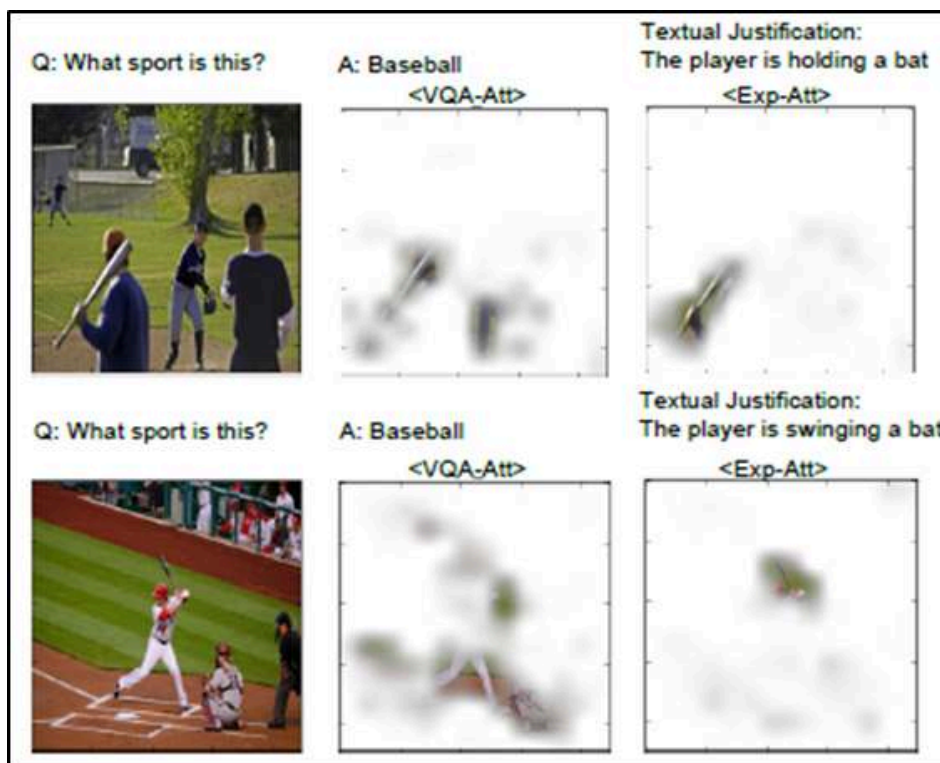 Q: What sport is this?
A: Baseball
Textual Justification:
The player is holding a bat
<VQA-Att>
<Exp-Att>
Q: What sport is this?
A: Baseball
Textual Justification:
The player is swinging a bat
<VQA-Att>
<Exp-Att>